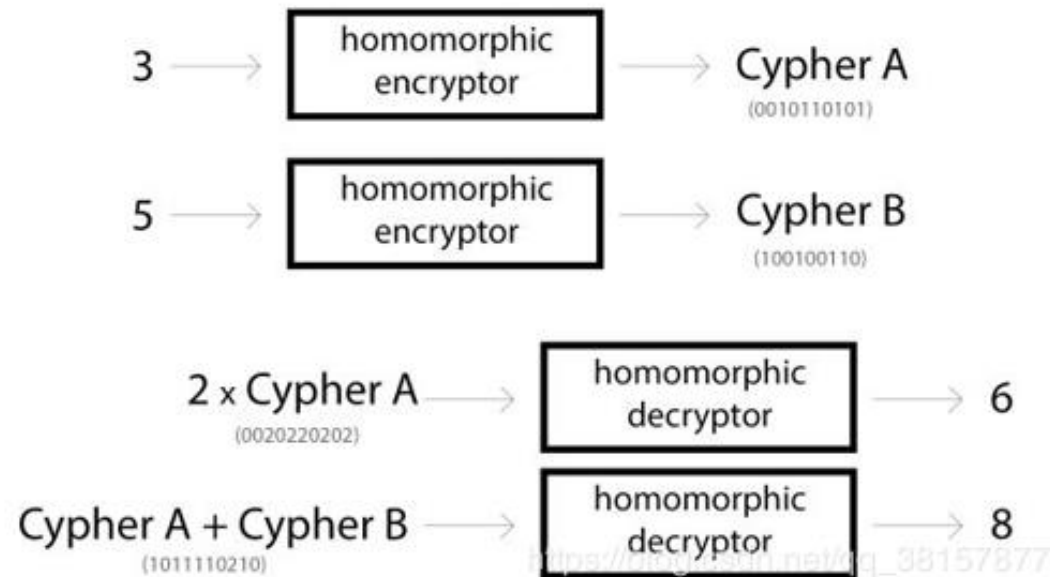 3
homomorphic
encryptor
Cypher A
(0010110101)
5
homomorphic
encryptor
Cypher B
(100100110)
2 x Cypher A
(0020220202)
homomorphic
decryptor
6
Cypher A + Cypher B
(1011110210)
homomorphic
decryptor
8
https://blog.csdn.net/qq_38157877